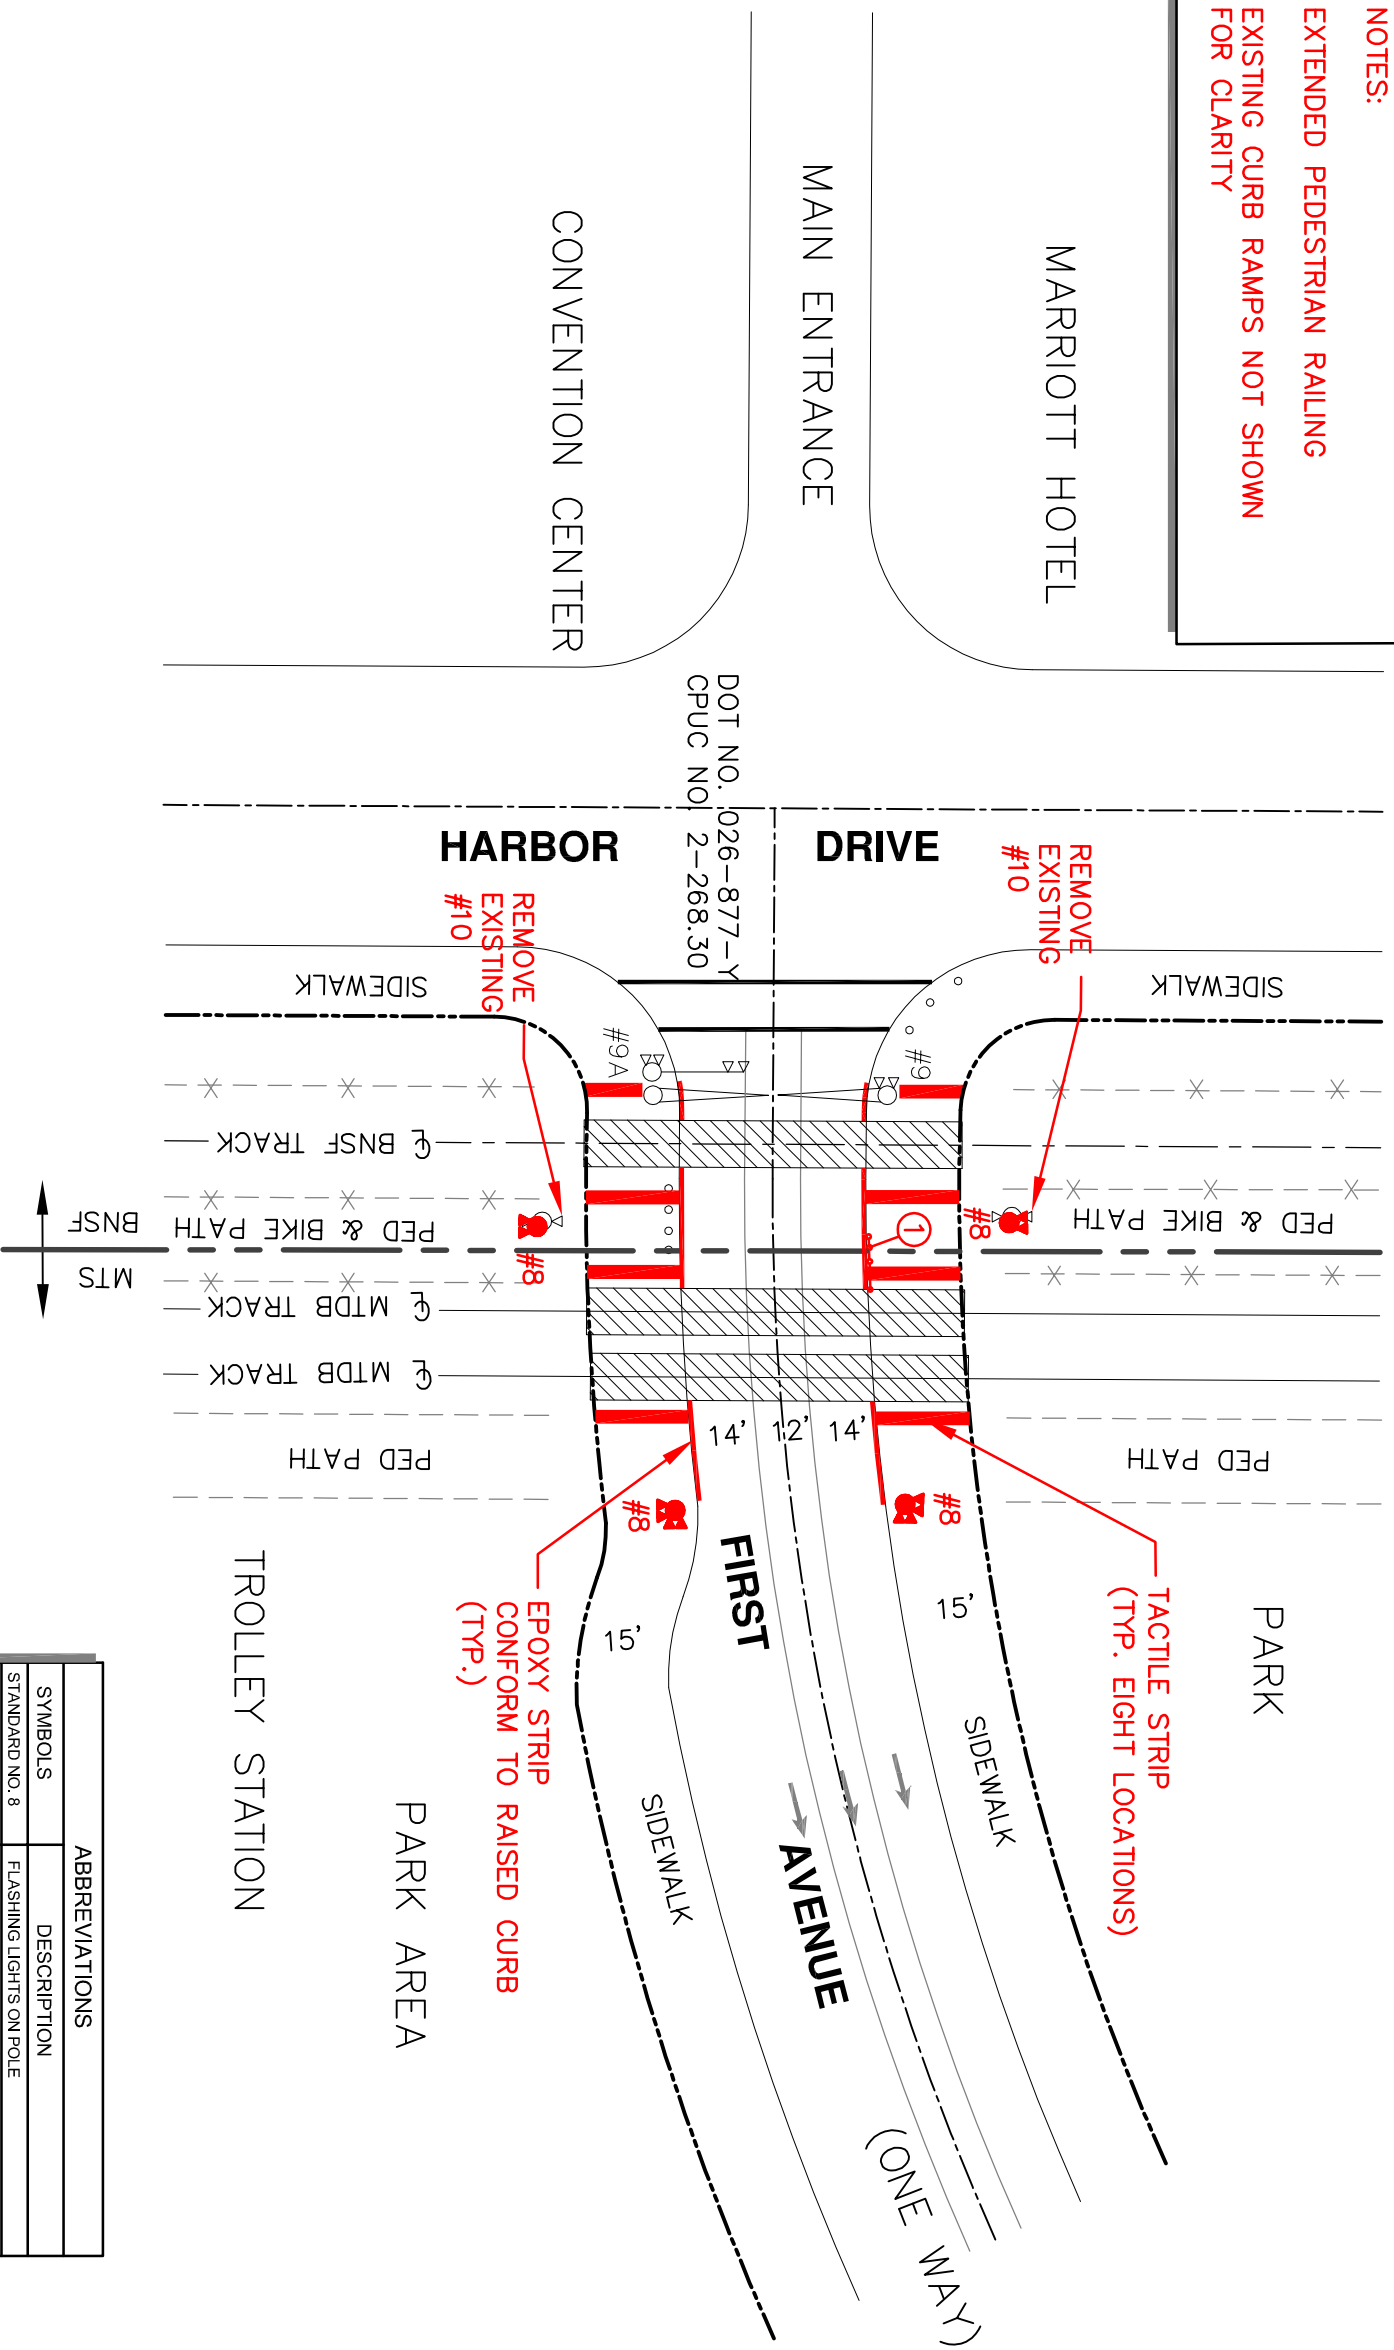 NOTES:
EXTENDED PEDESTRIAN RAILING
EXISTING CURB RAMPS NOT SHOWN
FOR CLARITY
MARRIOTT HOTEL
MAIN ENTRANCE
CONVENTION CENTER
DOT NO. 026-877-Y
CPUC NO. 2-268.30
HARBOR DRIVE
REMOVE
EXISTING
#10
REMOVE
EXISTING
#10
SIDEWALK
SIDEWALK
#9
#9A
℄ BNSF TRACK
PED & BIKE PATH
PED & BIKE PATH
#8
#8
1
BNSF
MTS
℄ MTDB TRACK
℄ MTDB TRACK
PED PATH
PED PATH
14'
12'
14'
#8
#8
15'
15'
TACTILE STRIP
(TYP. EIGHT LOCATIONS)
EPOXY STRIP
CONFORM TO RAISED CURB
(TYP.)
PARK
SIDEWALK
SIDEWALK
FIRST
AVENUE
(ONE WAY)
PARK AREA
TROLLEY STATION
ABBREVIATIONS
SYMBOLS
DESCRIPTION
STANDARD NO. 8
FLASHING LIGHTS ON POLE